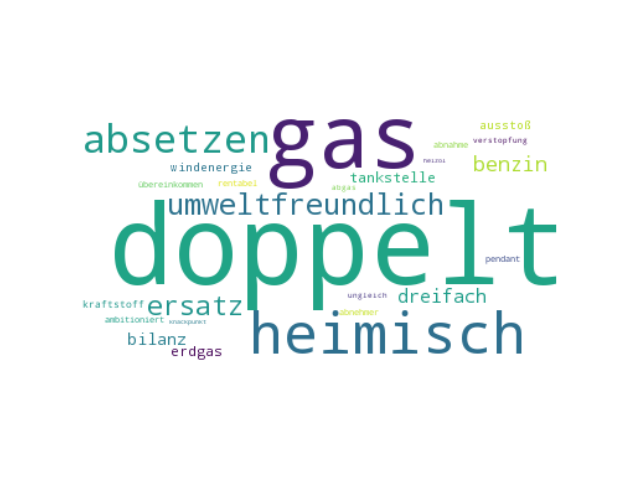 absetzen gas ausstoß
abnahme verstopfung
windenergie heizöl benzin
übereinkommen rentabel abgas tankstelle
umweltfreundlich
doppelt
pendant
kraftstoff ersatz ungleich dreifach
ambitioniert knackpunkt heimisch abnehmer
bilanz
erdgas